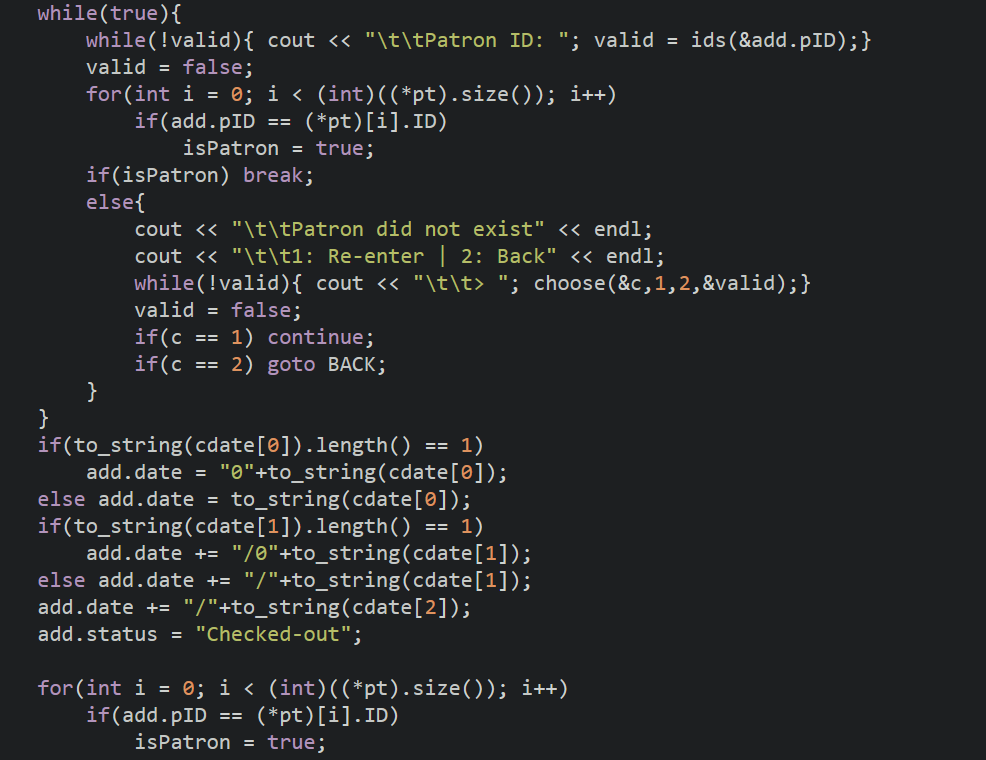 while(true){
    while(!valid){ cout << "\t\tPatron ID: "; valid = ids(&add.pID);}
    valid = false;
    for(int i = 0; i < (int)((*pt).size()); i++)
        if(add.pID == (*pt)[i].ID)
            isPatron = true;
    if(isPatron) break;
    else{
        cout << "\t\tPatron did not exist" << endl;
        cout << "\t\t1: Re-enter | 2: Back" << endl;
        while(!valid){ cout << "\t\t> "; choose(&c,1,2,&valid);}
        valid = false;
        if(c == 1) continue;
        if(c == 2) goto BACK;
    }
}
if(to_string(cdate[0]).length() == 1)
    add.date = "0"+to_string(cdate[0]);
else add.date = to_string(cdate[0]);
if(to_string(cdate[1]).length() == 1)
    add.date += "/0"+to_string(cdate[1]);
else add.date += "/"+to_string(cdate[1]);
add.date += "/"+to_string(cdate[2]);
add.status = "Checked-out";

for(int i = 0; i < (int)((*pt).size()); i++)
    if(add.pID == (*pt)[i].ID)
        isPatron = true;